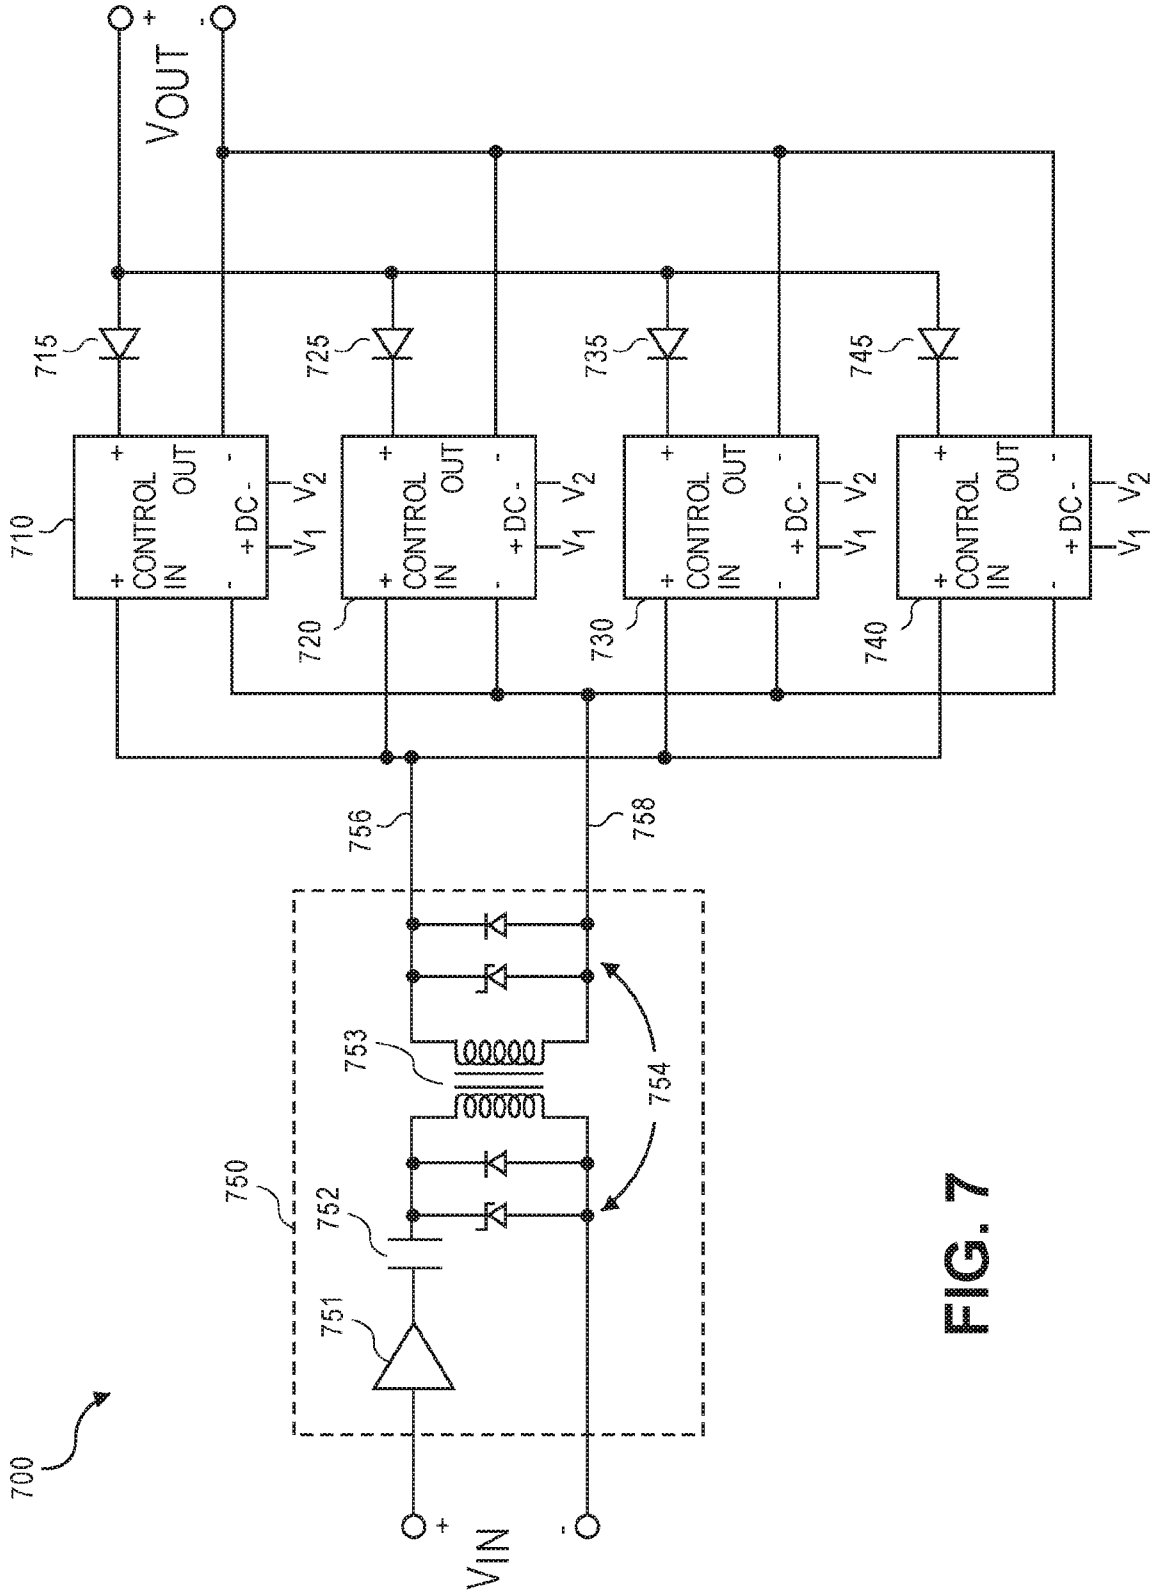 700
VIN
+
-
750
751
752
753
754
756
758
710
+ +
CONTROL
IN OUT
- -
+ DC -
V1 V2
715
720
+ +
CONTROL
IN OUT
- -
+ DC -
V1 V2
725
730
+ +
CONTROL
IN OUT
- -
+ DC -
V1 V2
735
740
+ +
CONTROL
IN OUT
- -
+ DC -
V1 V2
745
+
VOUT
-
FIG. 7